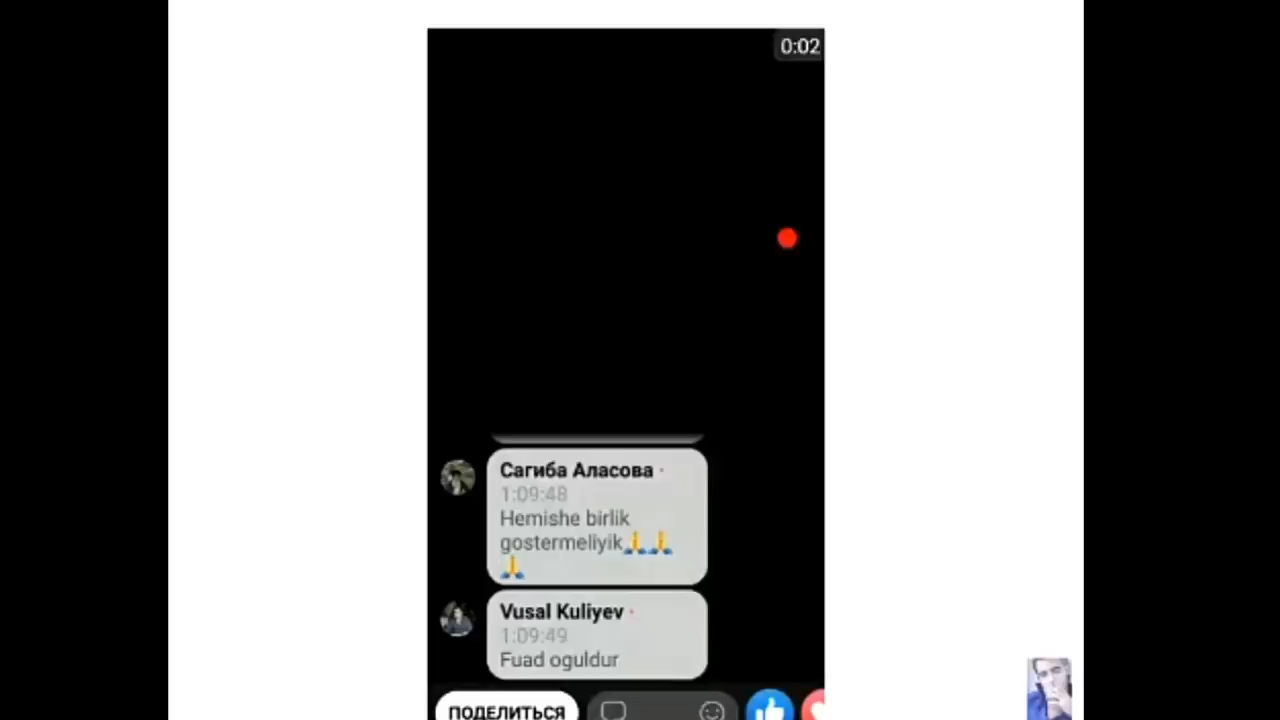 0:02
Сагиба Аласова ·
1:09:48
Hemishe birlik
gostermeliyik🙏🙏
🙏
Vusal Kuliyev ·
1:09:49
Fuad oguldur
ПОДЕЛИТЬСЯ